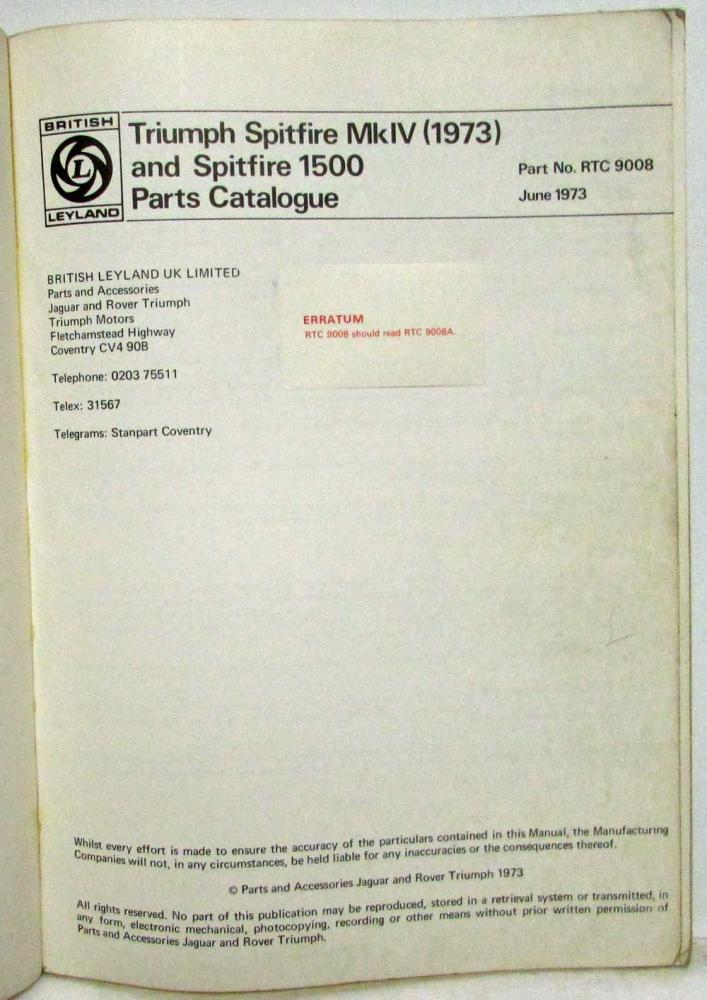 BRITISH
L
LEYLAND
Triumph Spitfire MkIV (1973)
and Spitfire 1500
Parts Catalogue
Part No. RTC 9008
June 1973
BRITISH LEYLAND UK LIMITED
Parts and Accessories
Jaguar and Rover Triumph
Triumph Motors
Fletchamstead Highway
Coventry CV4 90B
Telephone: 0203 75511
Telex: 31567
Telegrams: Stanpart Coventry
ERRATUM
RTC 9008 should read RTC 9008A.
Whilst every effort is made to ensure the accuracy of the particulars contained in this Manual, the Manufacturing
Companies will not, in any circumstances, be held liable for any inaccuracies or the consequences thereof.
© Parts and Accessories Jaguar and Rover Triumph 1973
All rights reserved. No part of this publication may be reproduced, stored in a retrieval system or transmitted, in
any form, electronic mechanical, photocopying, recording or other means without prior written permission of
Parts and Accessories Jaguar and Rover Triumph.